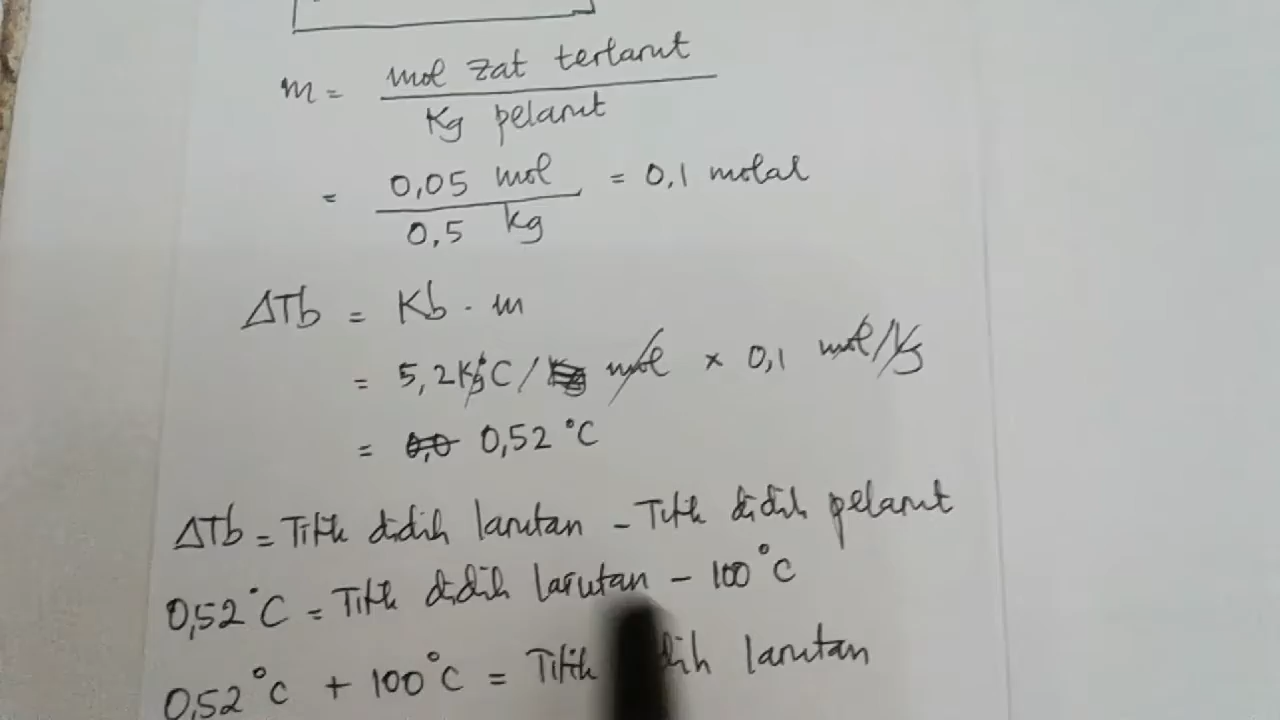 m = mol zat terlarut
Kg pelarut
= 0,05 mol = 0,1 molal
0,5 kg
ΔTb = Kb . m
= 5,2 Kg°C / mol × 0,1 mol/Kg
= 0,52 °C
ΔTb = Titik didih larutan - Titik didih pelarut
0,52°C = Titik didih larutan - 100°C
0,52°C + 100°C = Titik larutan